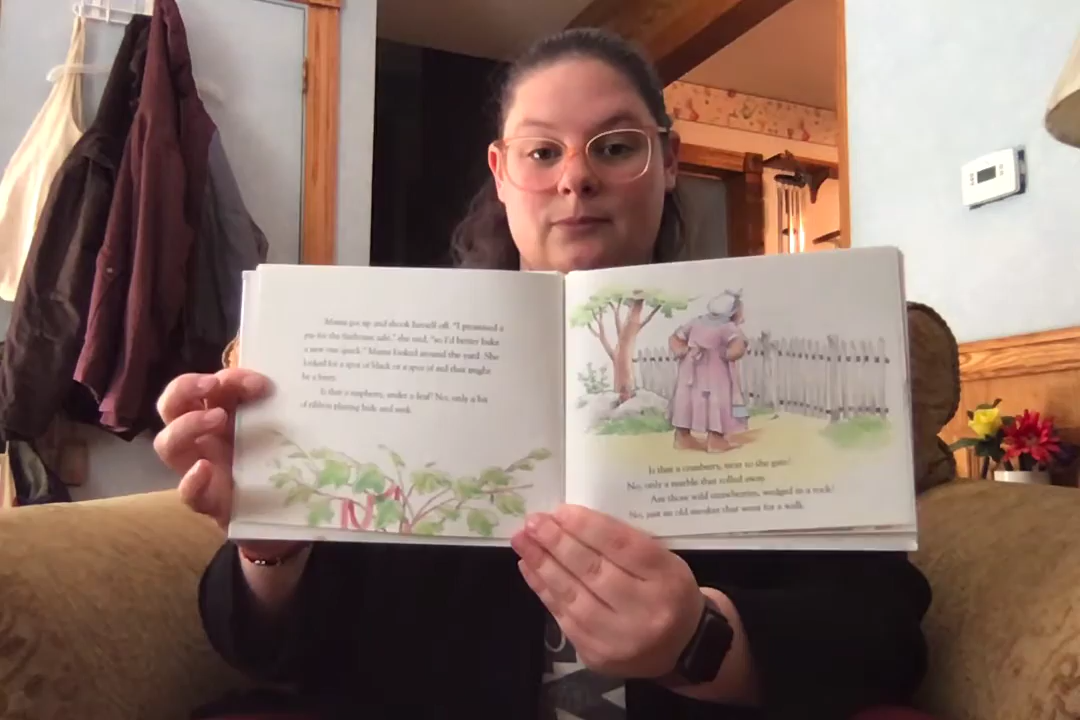 Mama got up and shook herself off. "I promised a
pie for the firehouse sale," she said, "so I'd better bake
a new one quick." Mama looked around the yard. She
looked for a spot of black or a spot of red that might
be a berry.
Is that a raspberry, under a leaf? No, only a bit
of ribbon playing hide and seek.
Is that a cranberry, next to the gate?
No, only a marble that rolled away.
Are those wild strawberries, wedged in a rock?
No, just an old sneaker that went for a walk.